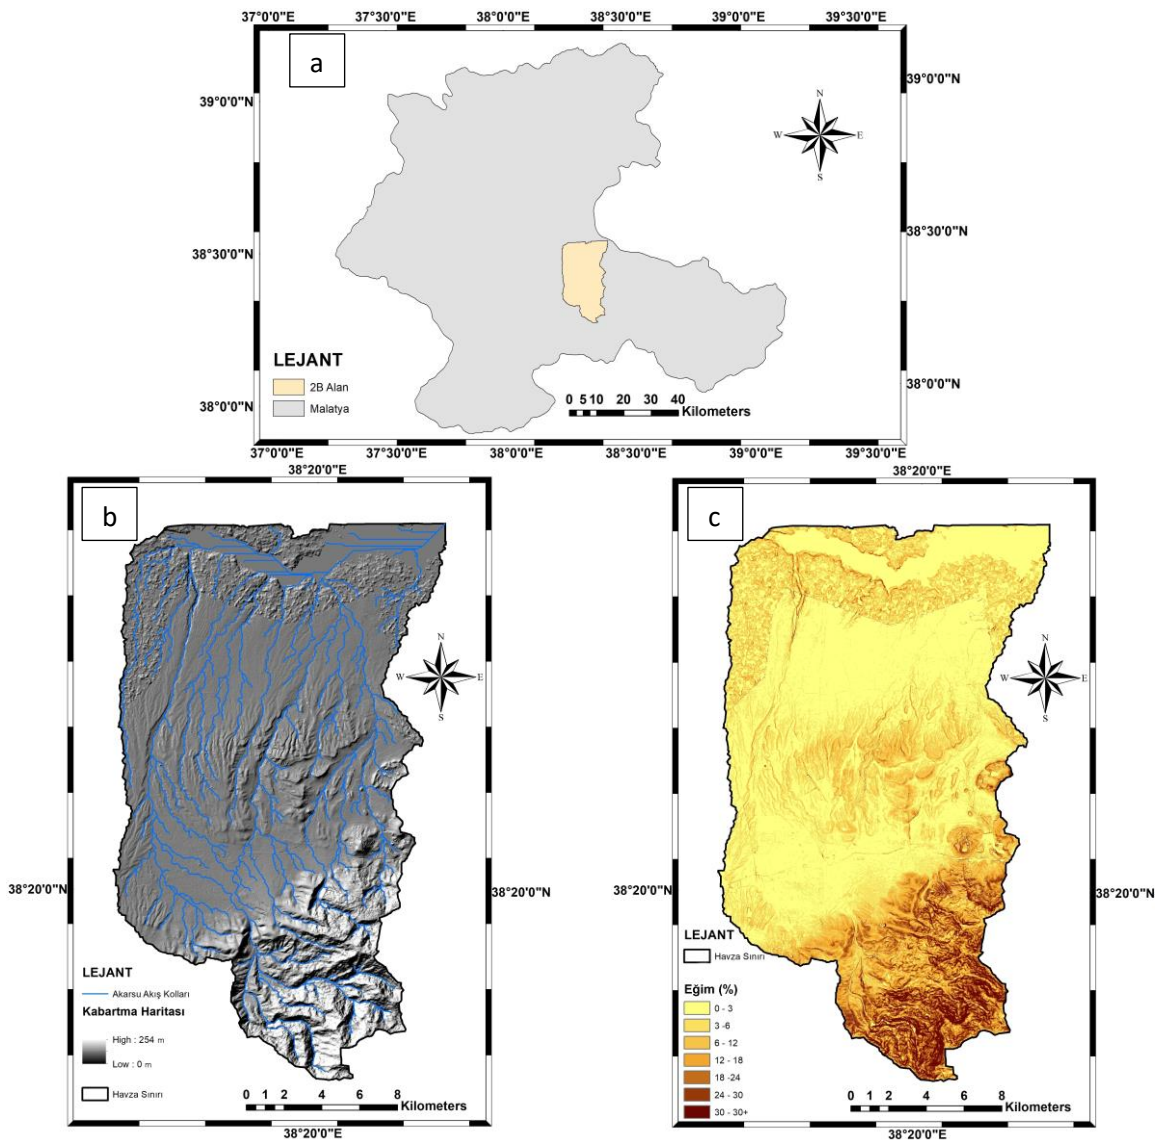 37°0'0"E 37°30'0"E 38°0'0"E 38°30'0"E 39°0'0"E 39°30'0"E
a
39°0'0"N
39°0'0"N
N
W E
S
38°30'0"N
38°30'0"N
LEJANT
2B Alan
Malatya
0 5 10 20 30 40
Kilometers
38°0'0"N
38°0'0"N
37°0'0"E 37°30'0"E 38°0'0"E 38°30'0"E 39°0'0"E 39°30'0"E
38°20'0"E
b
N
W E
S
38°20'0"N
38°20'0"N
LEJANT
Akarsu Akış Kolları
Kabartma Haritası
High : 254 m
Low : 0 m
Havza Sınırı
0 1 2 4 6 8
Kilometers
38°20'0"E
38°20'0"E
c
N
W E
S
38°20'0"N
38°20'0"N
LEJANT
Havza Sınırı
Eğim (%)
0 - 3
3 -6
6 - 12
12 - 18
18 -24
24 - 30
30 - 30+
0 1 2 4 6 8
Kilometers
38°20'0"E